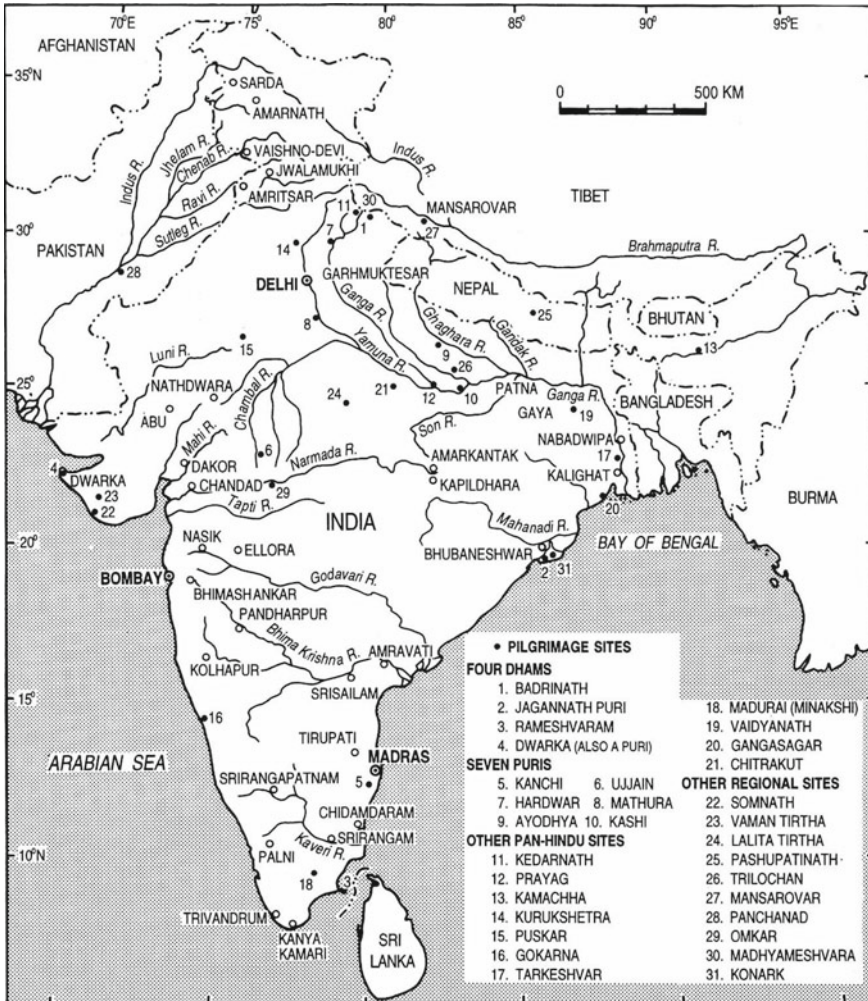 70°E 75° 80° 85° 90° 95°E
AFGHANISTAN
35°N
SARDA
AMARNATH
0 500 KM
Indus R.
Jhelam R.
Chenab R.
VAISHNO-DEVI
Indus R.
JWALAMUKHI
Ravi R.
AMRITSAR
TIBET
30
11
1
MANSAROVAR
27
30°
Sutleg R.
PAKISTAN
14
7
Brahmaputra R.
28
DELHI
GARHMUKTESAR
NEPAL
Ganga R.
25
BHUTAN
8
Ghaghara R.
Gandak R.
13
15
9
Luni R.
Yamuna R.
26
25°
NATHDWARA
Chambal R.
21
12
10
PATNA
Ganga R.
BANGLADESH
24
GAYA
19
ABU
Son R.
NABADWIPA
Mahi R.
6
AMARKANTAK
17
4
DWARKA
DAKOR
Narmada R.
KALIGHAT
23
CHANDAD
29
KAPILDHARA
BURMA
22
Tapti R.
20
20°
INDIA
Mahanadi R.
NASIK
ELLORA
BHUBANESHWAR
BAY OF BENGAL
2
31
BOMBAY
Godavari R.
BHIMASHANKAR
PANDHARPUR
Bhima Krishna R.
AMRAVATI
KOLHAPUR
SRISAILAM
15°
16
TIRUPATI
ARABIAN SEA
MADRAS
SRIRANGAPATNAM
5
CHIDAMDARAM
SRIRANGAM
10°N
Kaveri R.
PALNI
18
3
TRIVANDRUM
KANYA
KAMARI
SRI
LANKA
• PILGRIMAGE SITES
FOUR DHAMS
1. BADRINATH
2. JAGANNATH PURI
3. RAMESHVARAM
4. DWARKA (ALSO A PURI)
SEVEN PURIS
5. KANCHI 6. UJJAIN
7. HARDWAR 8. MATHURA
9. AYODHYA 10. KASHI
OTHER PAN-HINDU SITES
11. KEDARNATH
12. PRAYAG
13. KAMACHHA
14. KURUKSHETRA
15. PUSKAR
16. GOKARNA
17. TARKESHVAR
18. MADURAI (MINAKSHI)
19. VAIDYANATH
20. GANGASAGAR
21. CHITRAKUT
OTHER REGIONAL SITES
22. SOMNATH
23. VAMAN TIRTHA
24. LALITA TIRTHA
25. PASHUPATINATH
26. TRILOCHAN
27. MANSAROVAR
28. PANCHANAD
29. OMKAR
30. MADHYAMESHVARA
31. KONARK